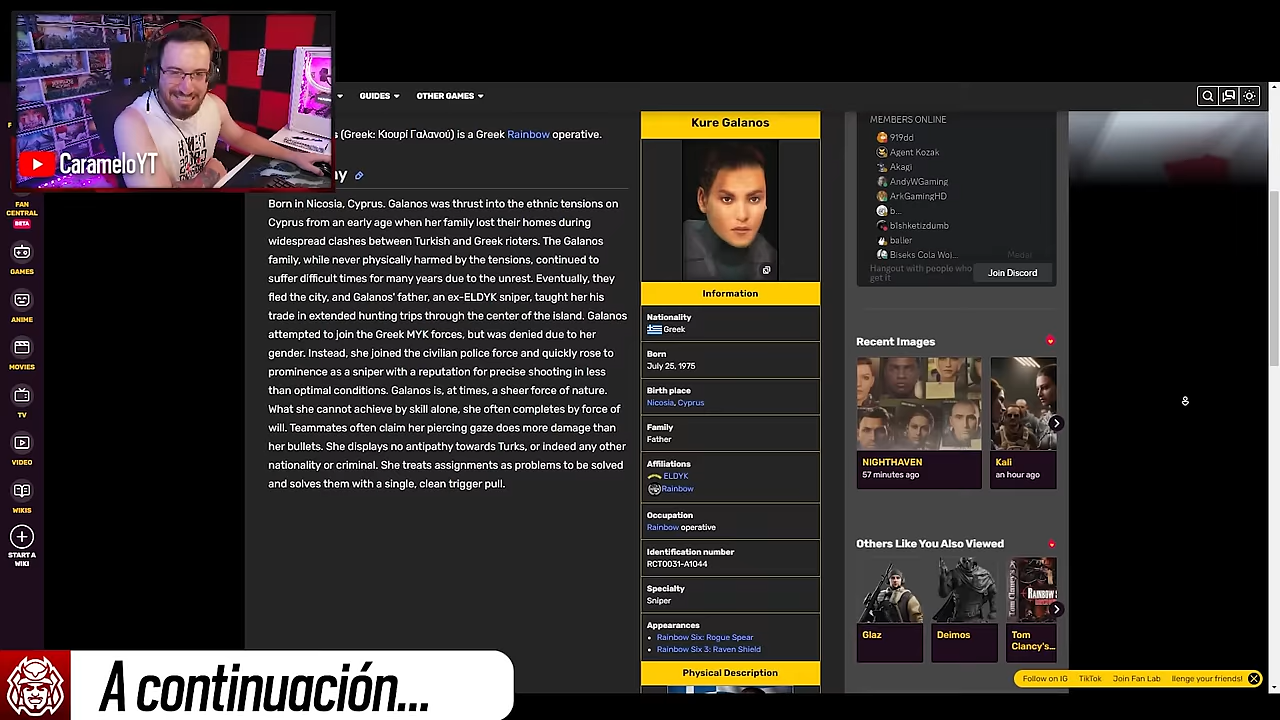 CarameloYT
GUIDES
OTHER GAMES
FAN
CENTRAL
BETA
GAMES
ANIME
MOVIES
TV
VIDEO
WIKIS
START A
WIKI
(Greek: Κιουρί Γαλανού) is a Greek Rainbow operative.
Born in Nicosia, Cyprus. Galanos was thrust into the ethnic tensions on
Cyprus from an early age when her family lost their homes during
widespread clashes between Turkish and Greek rioters. The Galanos
family, while never physically harmed by the tensions, continued to
suffer difficult times for many years due to the unrest. Eventually, they
fled the city, and Galanos' father, an ex-ELDYK sniper, taught her his
trade in extended hunting trips through the center of the island. Galanos
attempted to join the Greek MYK forces, but was denied due to her
gender. Instead, she joined the civilian police force and quickly rose to
prominence as a sniper with a reputation for precise shooting in less
than optimal conditions. Galanos is, at times, a sheer force of nature.
What she cannot achieve by skill alone, she often completes by force of
will. Teammates often claim her piercing gaze does more damage than
her bullets. She displays no antipathy towards Turks, or indeed any other
nationality or criminal. She treats assignments as problems to be solved
and solves them with a single, clean trigger pull.
Kure Galanos
Information
Nationality
Greek
Born
July 25, 1975
Birth place
Nicosia, Cyprus
Family
Father
Affiliations
ELDYK
Rainbow
Occupation
Rainbow operative
Identification number
RCT0031-A1044
Specialty
Sniper
Appearances
Rainbow Six: Rogue Spear
Rainbow Six 3: Raven Shield
Physical Description
MEMBERS ONLINE
919dd
Agent Kozak
Akagi
AndyWGaming
ArkGamingHD
b...
b1shketizdumb
baller
Biseks Cola Woj...
Hangout with people who
get it
Join Discord
Recent Images
NIGHTHAVEN
57 minutes ago
Kali
an hour ago
Others Like You Also Viewed
Glaz
Deimos
Tom
Clancy's...
Follow on IG
TikTok
Join Fan Lab
llenge your friends!
A continuación...